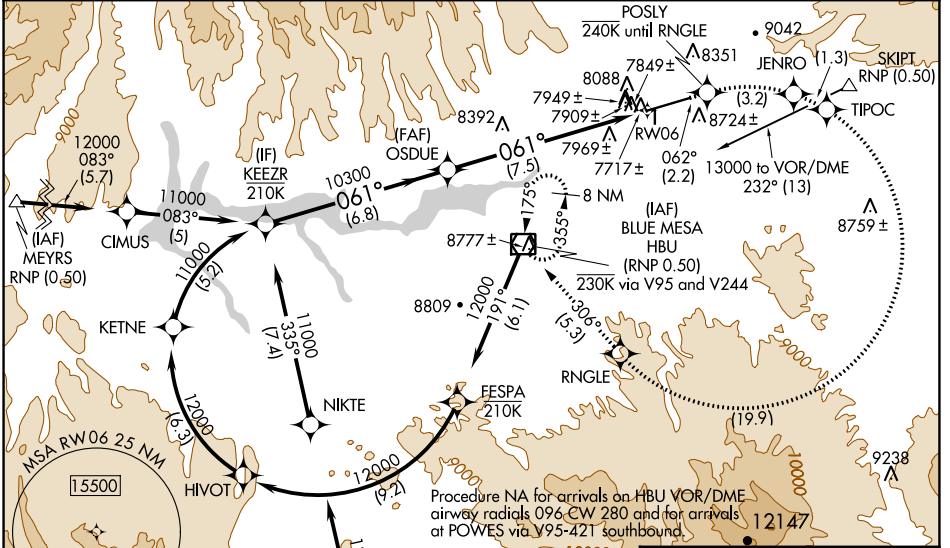 POSLY
240K until RNGLE
8351
9042
JENRO
(1.3)
SKIPT
RNP (0.50)
TIPOC
8088
7849±
7949±
7909±
RW06
(3.2)
8724±
9000
12000
083°
(5.7)
8392
(FAF)
OSDUE
061°
(7.5)
7969±
7717±
062°
(2.2)
13000 to VOR/DME
232° (13)
(IF)
KEEZR
210K
10300
061°
(6.8)
11000
083°
(5)
(IAF)
MEYRS
RNP (0.50)
CIMUS
175°
355°
8 NM
(IAF)
BLUE MESA
HBU
(RNP 0.50)
230K via V95 and V244
8777±
8759±
11000
(5.2)
8809
12000
191°
(6.1)
306°
(5.3)
KETNE
11000
335°
(7.4)
RNGLE
9000
NIKTE
FESPA
210K
(19.9)
12000
(6.3)
MSA RW06 25 NM
15500
HIVOT
12000
(9.2)
9000
10000
9238
Procedure NA for arrivals on HBU VOR/DME
airway radials 096 CW 280 and for arrivals
at POWES via V95-421 southbound.
12147